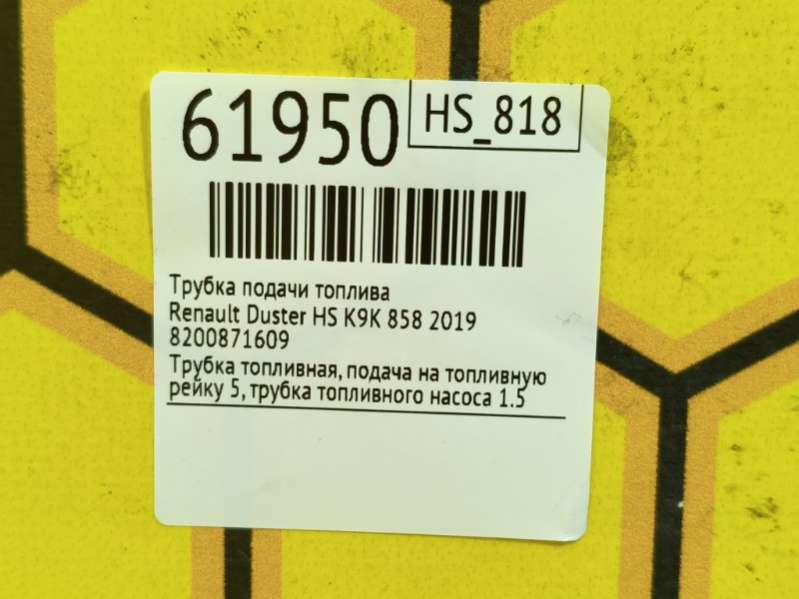 61950
HS_818
Трубка подачи топлива
Renault Duster HS K9K 858 2019
8200871609
Трубка топливная, подача на топливную
рейку 5, трубка топливного насоса 1.5